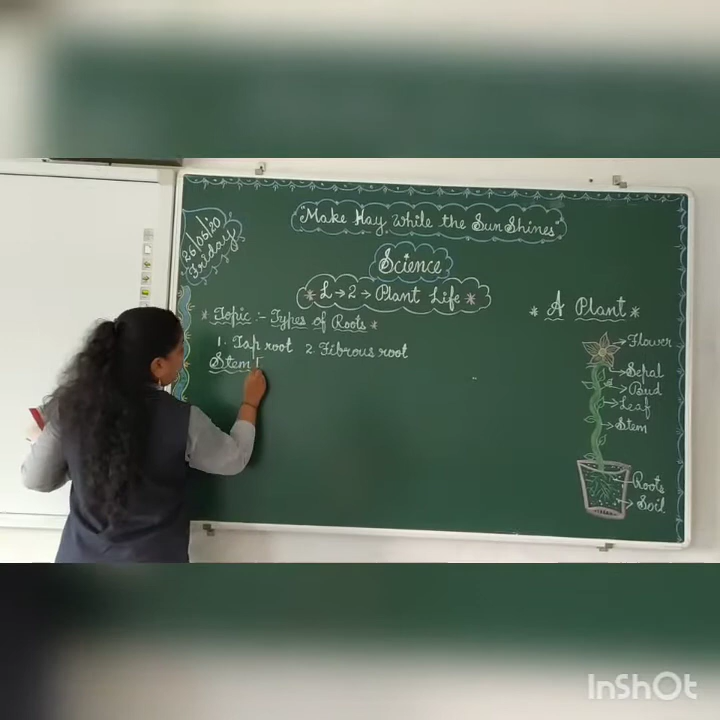 26/06/20
Friday
"Make Hay While the Sun Shines"
Science
* L → 2 → Plant Life *
* Topic :- Types of Roots *
1. Tap root 2. Fibrous root
Stem
* A Plant *
Flower
Sepal
Bud
Leaf
Stem
Roots
Soil
InShOt